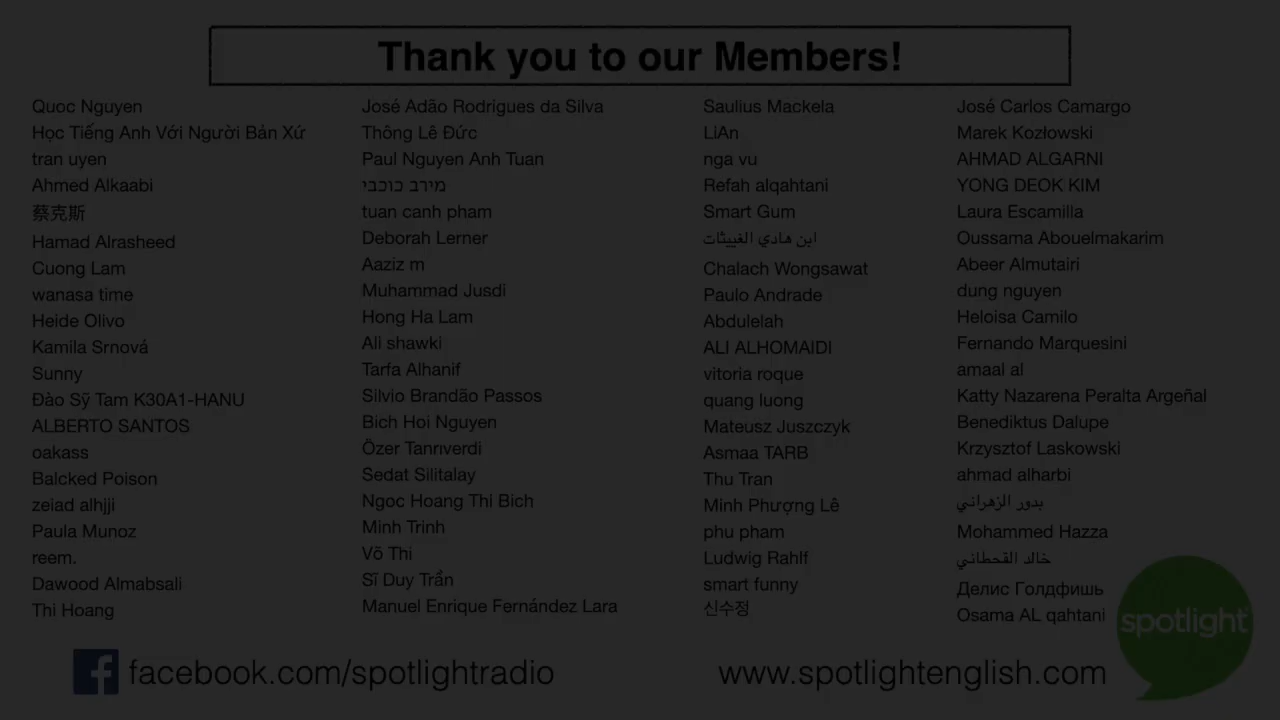 Thank you to our Members!
Quoc Nguyen
Học Tiếng Anh Với Người Bản Xứ
tran uyen
Ahmed Alkaabi
蔡克斯
Hamad Alrasheed
Cuong Lam
wanasa time
Heide Olivo
Kamila Srnová
Sunny
Đào Sỹ Tam K30A1-HANU
ALBERTO SANTOS
oakass
Balcked Poison
zeiad alhjji
Paula Munoz
reem.
Dawood Almabsali
Thi Hoang
José Adão Rodrigues da Silva
Thông Lê Đức
Paul Nguyen Anh Tuan
מירב כוכבי
tuan canh pham
Deborah Lerner
Aaziz m
Muhammad Jusdi
Hong Ha Lam
Ali shawki
Tarfa Alhanif
Silvio Brandão Passos
Bich Hoi Nguyen
Özer Tanrıverdi
Sedat Silitalay
Ngoc Hoang Thi Bich
Minh Trinh
Võ Thi
Sĩ Duy Trần
Manuel Enrique Fernández Lara
Saulius Mackela
LiAn
nga vu
Refah alqahtani
Smart Gum
ابن هادي الغييثات
Chalach Wongsawat
Paulo Andrade
Abdulelah
ALI ALHOMAIDI
vitoria roque
quang luong
Mateusz Juszczyk
Asmaa TARB
Thu Tran
Minh Phượng Lê
phu pham
Ludwig Rahlf
smart funny
신수정
José Carlos Camargo
Marek Kozłowski
AHMAD ALGARNI
YONG DEOK KIM
Laura Escamilla
Oussama Abouelmakarim
Abeer Almutairi
dung nguyen
Heloisa Camilo
Fernando Marquesini
amaal al
Katty Nazarena Peralta Argeñal
Benediktus Dalupe
Krzysztof Laskowski
ahmad alharbi
بدور الزهراني
Mohammed Hazza
خالد القحطاني
Делис Голдфишь
Osama AL qahtani
spotlight
facebook.com/spotlightradio
www.spotlightenglish.com